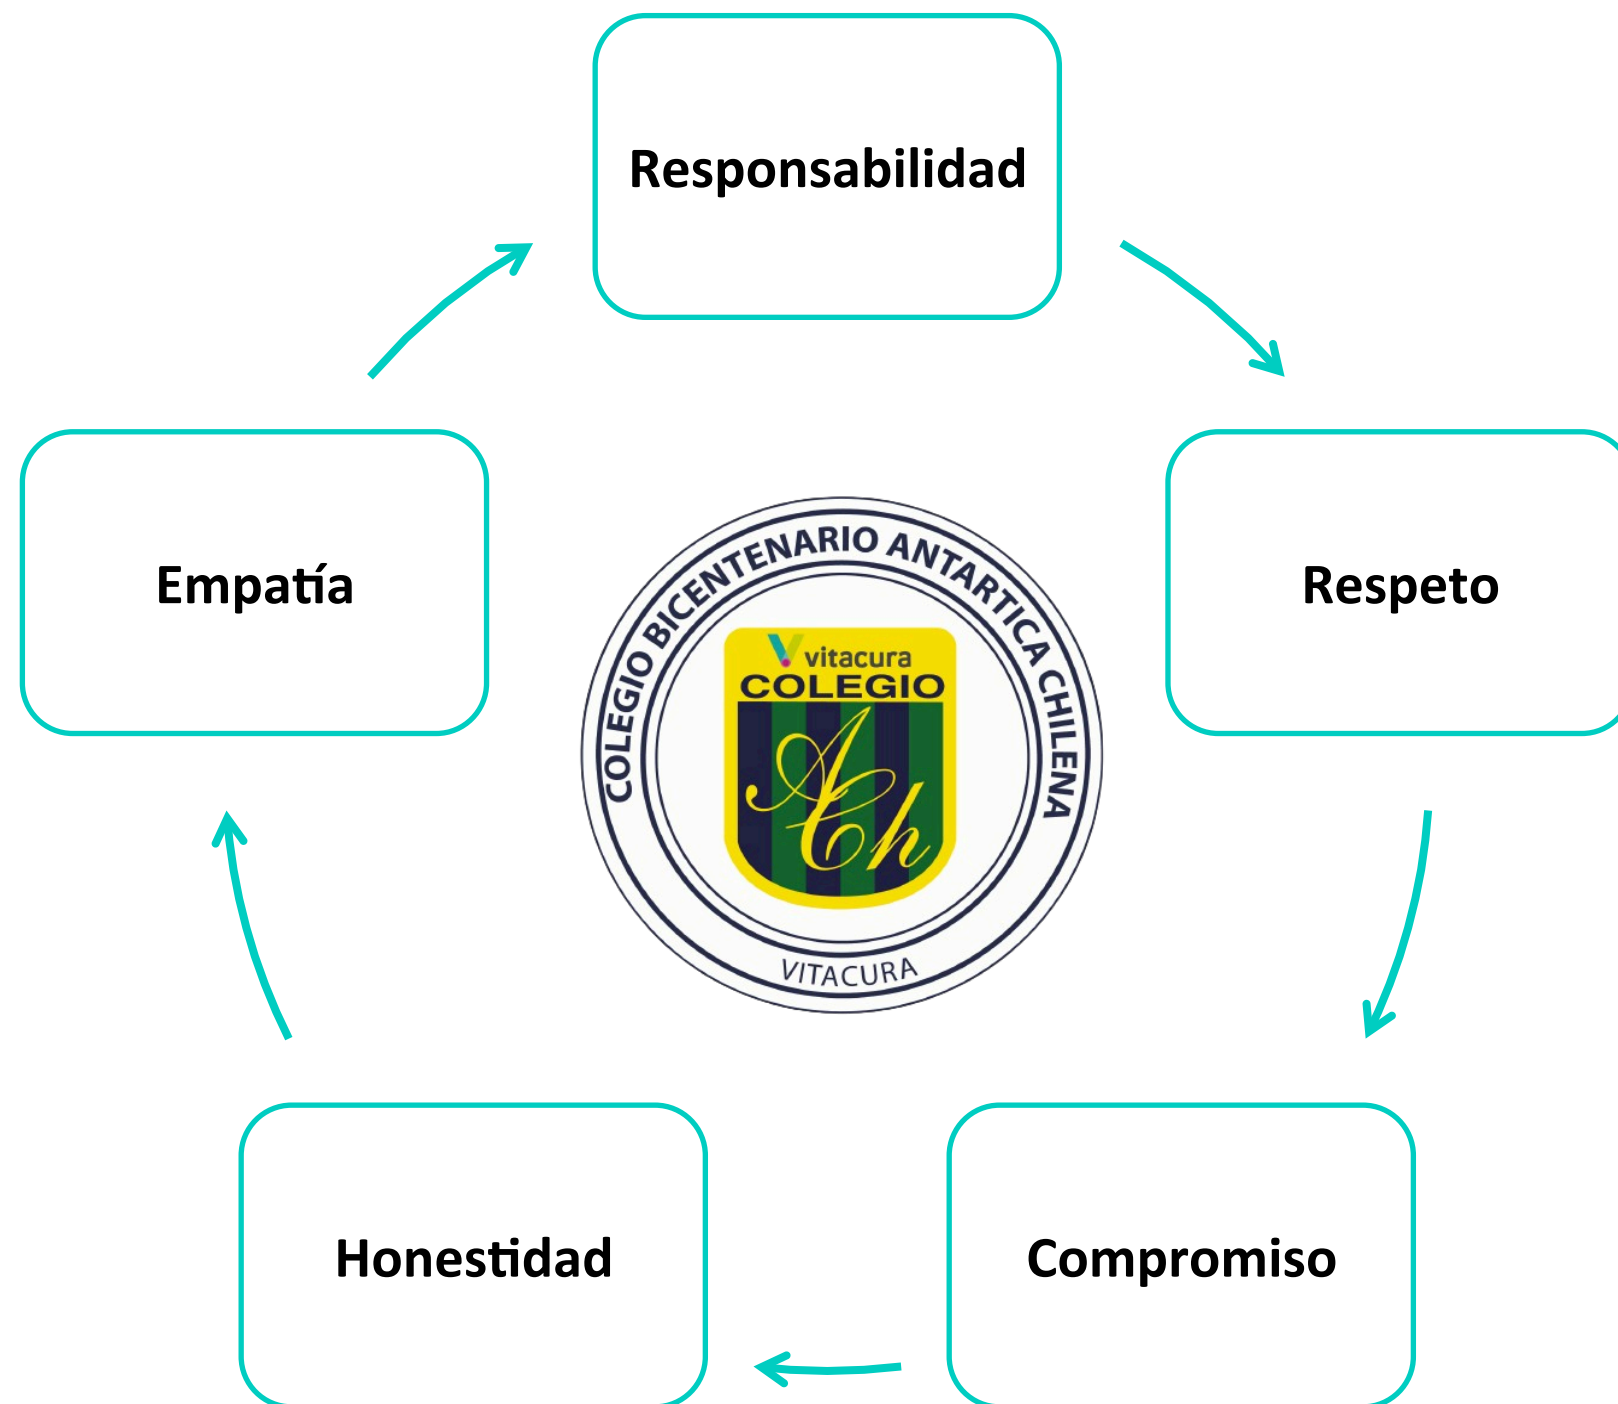 Responsabilidad
Empatía
Respeto
COLEGIO BICENTENARIO ANTARTICA CHILENA
vitacura
COLEGIO
ACh
VITACURA
Honestidad
Compromiso